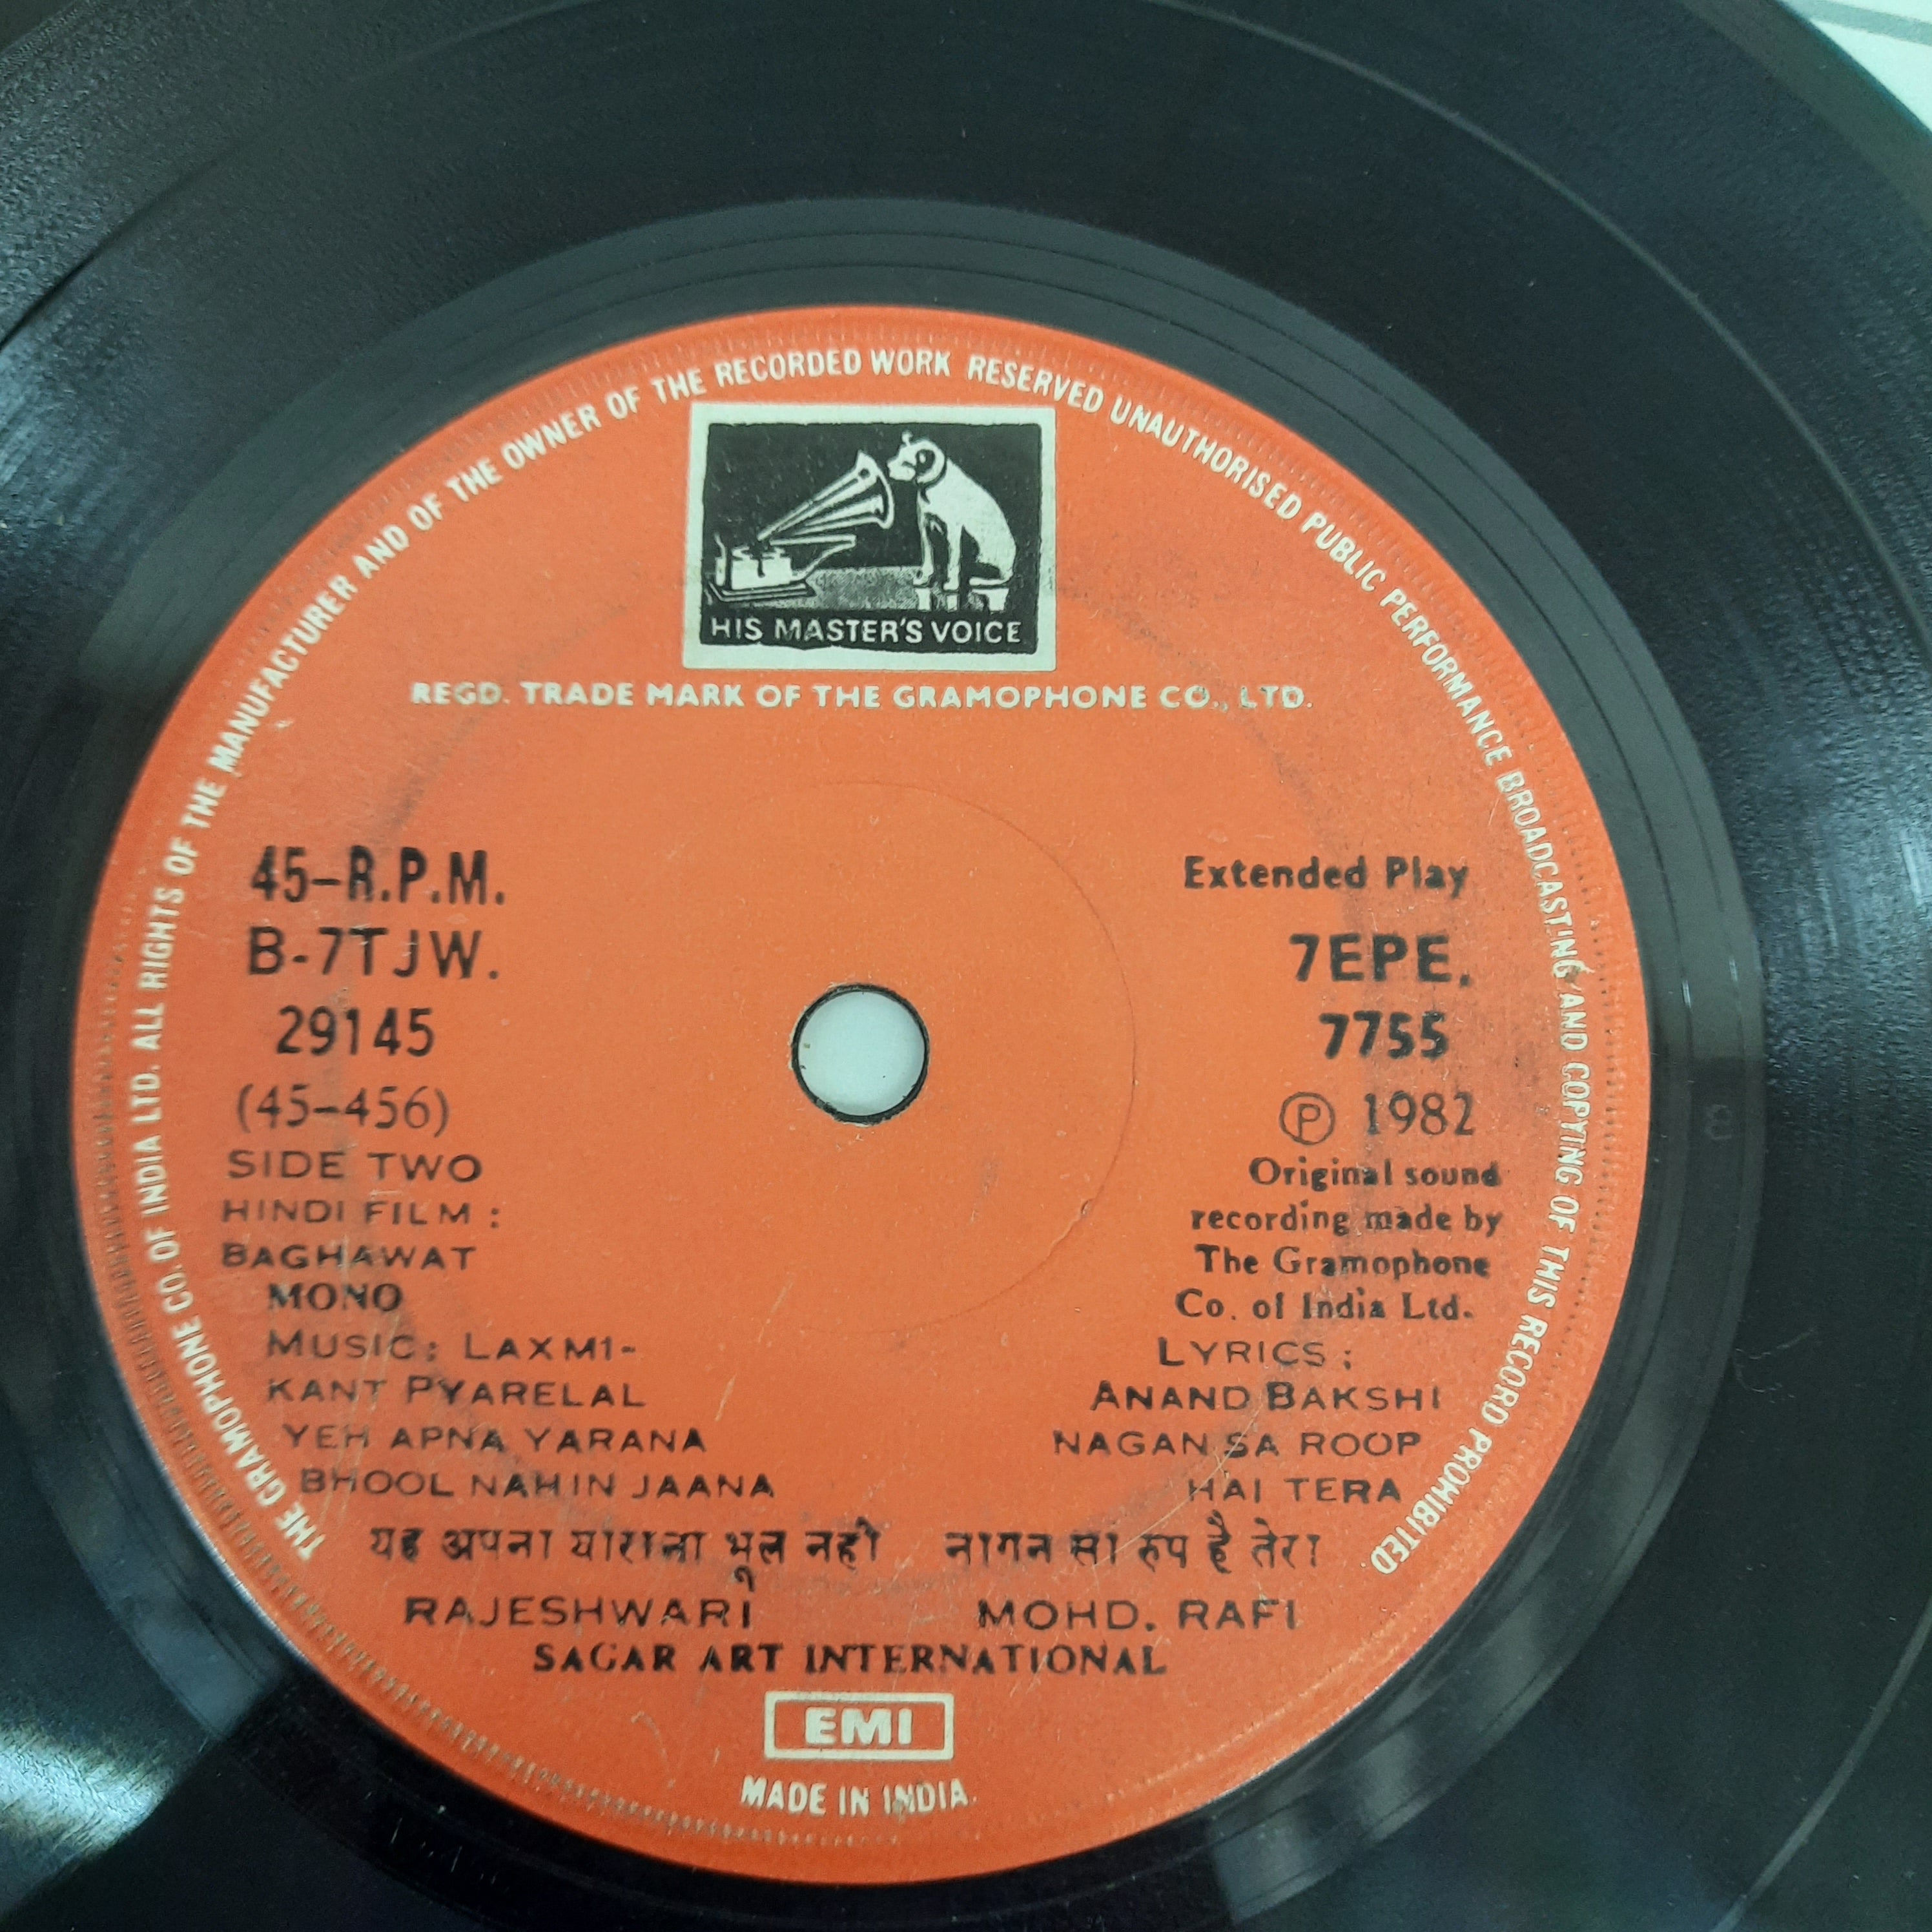 THE GRAMOPHONE CO. OF INDIA LTD. ALL RIGHTS OF THE MANUFACTURER AND OF THE OWNER OF THE RECORDED WORK RESERVED UNAUTHORISED PUBLIC PERFORMANCE BROADCASTING AND COPYING OF THIS RECORD PROHIBITED
HIS MASTER'S VOICE
REGD. TRADE MARK OF THE GRAMOPHONE CO., LTD.
45-R.P.M.
B-7TJW.
29145
(45-456)
SIDE TWO
HINDI FILM :
BAGHAWAT
MONO
MUSIC: LAXMI-
KANT PYARELAL
YEH APNA YARANA
BHOOL NAHIN JAANA
Extended Play
7EPE.
7755
Ⓟ 1982
Original sound
recording made by
The Gramophone
Co. of India Ltd.
LYRICS :
ANAND BAKSHI
NAGAN SA ROOP
HAI TERA
यह अपना याराना भूल नही नागन सा रुप है तेरा
RAJESHWARI MOHD. RAFI
SAGAR ART INTERNATIONAL
EMI
MADE IN INDIA.